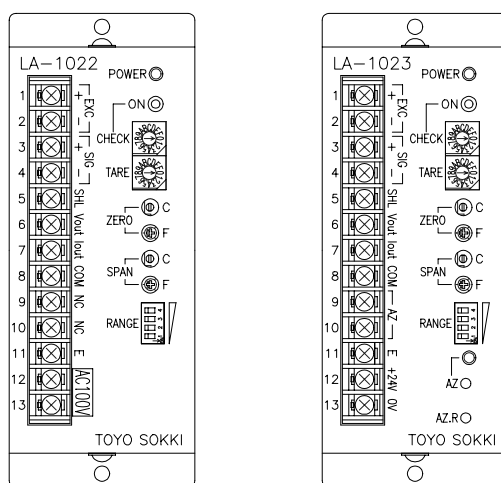 LA-1022
POWER
1 +
EXC
ON
2 -
CHECK
3 +
SIG
4 -
TARE
5 SHL
6 Vout
ZERO C
F
7 Iout
8 COM
SPAN C
F
9 NC
10 NC
RANGE
11 E
12 AC100V
13
TOYO SOKKI
LA-1023
POWER
1 +
EXC
ON
2 -
CHECK
3 +
SIG
4 -
TARE
5 SHL
6 Vout
ZERO C
F
7 Iout
8 COM
SPAN C
F
9
AZ
10
RANGE
11 E
12 +24V
AZ
13 0V
AZ.R
TOYO SOKKI